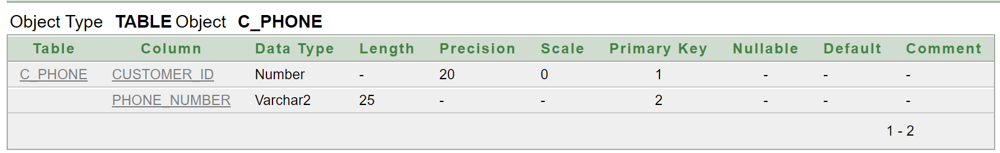 Object Type TABLE Object C_PHONE
Table Column Data Type Length Precision Scale Primary Key Nullable Default Comment
C_PHONE CUSTOMER_ID Number - 20 0 1 - - -
PHONE_NUMBER Varchar2 25 - - 2 - - -
1 - 2